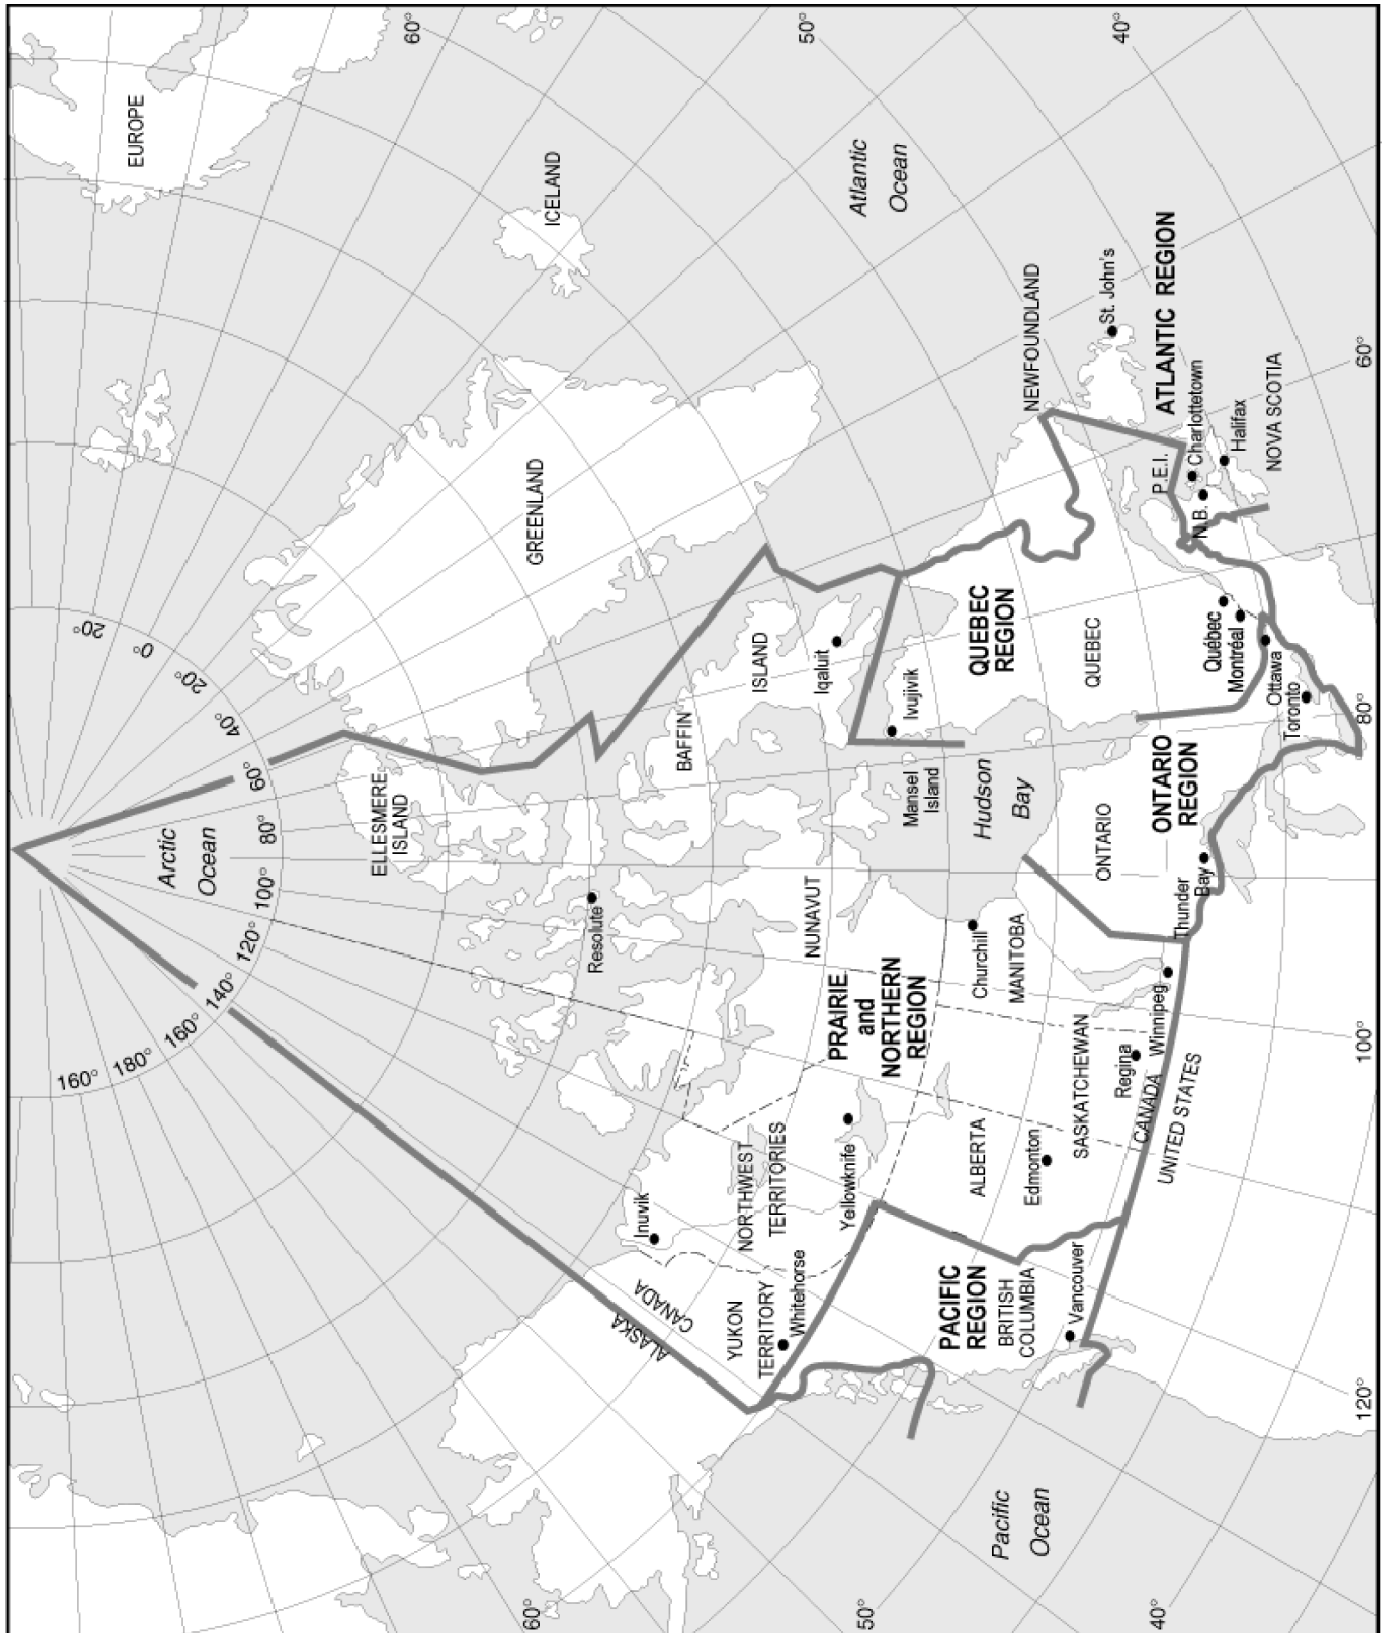 EUROPE
Arctic
Ocean
20°
0°
20°
40°
60°
80°
100°
120°
140°
160°
180°
160°
ELLESMERE
ISLAND
60°
ICELAND
GREENLAND
60°
Resolute
Inuvik
ALASKA
CANADA
BAFFIN
ISLAND
YUKON
TERRITORY
NORTHWEST
TERRITORIES
Whitehorse
Yellowknife
NUNAVUT
Iqaluit
50°
Atlantic
Ocean
PRAIRIE
and
NORTHERN
REGION
50°
Ivujivik
Mansel
Island
Hudson
Bay
QUEBEC
REGION
QUEBEC
PACIFIC
REGION
BRITISH
COLUMBIA
Pacific
Ocean
ALBERTA
Edmonton
Churchill
MANITOBA
NEWFOUNDLAND
St. John's
SASKATCHEWAN
Regina
Winnipeg
CANADA
UNITED STATES
Vancouver
ONTARIO
ONTARIO
REGION
Thunder
Bay
ATLANTIC REGION
P.E.I.
Charlottetown
N.B.
Halifax
NOVA SCOTIA
Québec
Montréal
Ottawa
Toronto
40°
40°
120°
100°
80°
60°